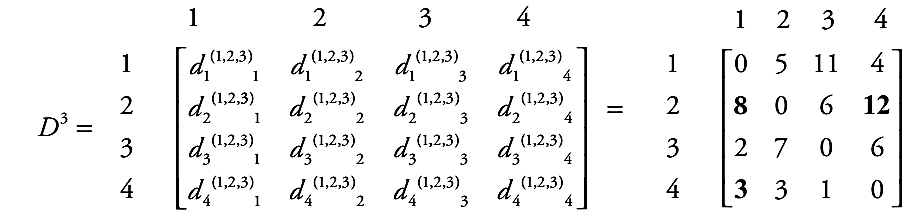 1 2 3 4 1 2 3 4
1 d₁^(1,2,3)₁ d₁^(1,2,3)₂ d₁^(1,2,3)₃ d₁^(1,2,3)₄ 1 0 5 11 4
2 d₂^(1,2,3)₁ d₂^(1,2,3)₂ d₂^(1,2,3)₃ d₂^(1,2,3)₄ 2 8 0 6 12
D³ = =
3 d₃^(1,2,3)₁ d₃^(1,2,3)₂ d₃^(1,2,3)₃ d₃^(1,2,3)₄ 3 2 7 0 6
4 d₄^(1,2,3)₁ d₄^(1,2,3)₂ d₄^(1,2,3)₃ d₄^(1,2,3)₄ 4 3 3 1 0